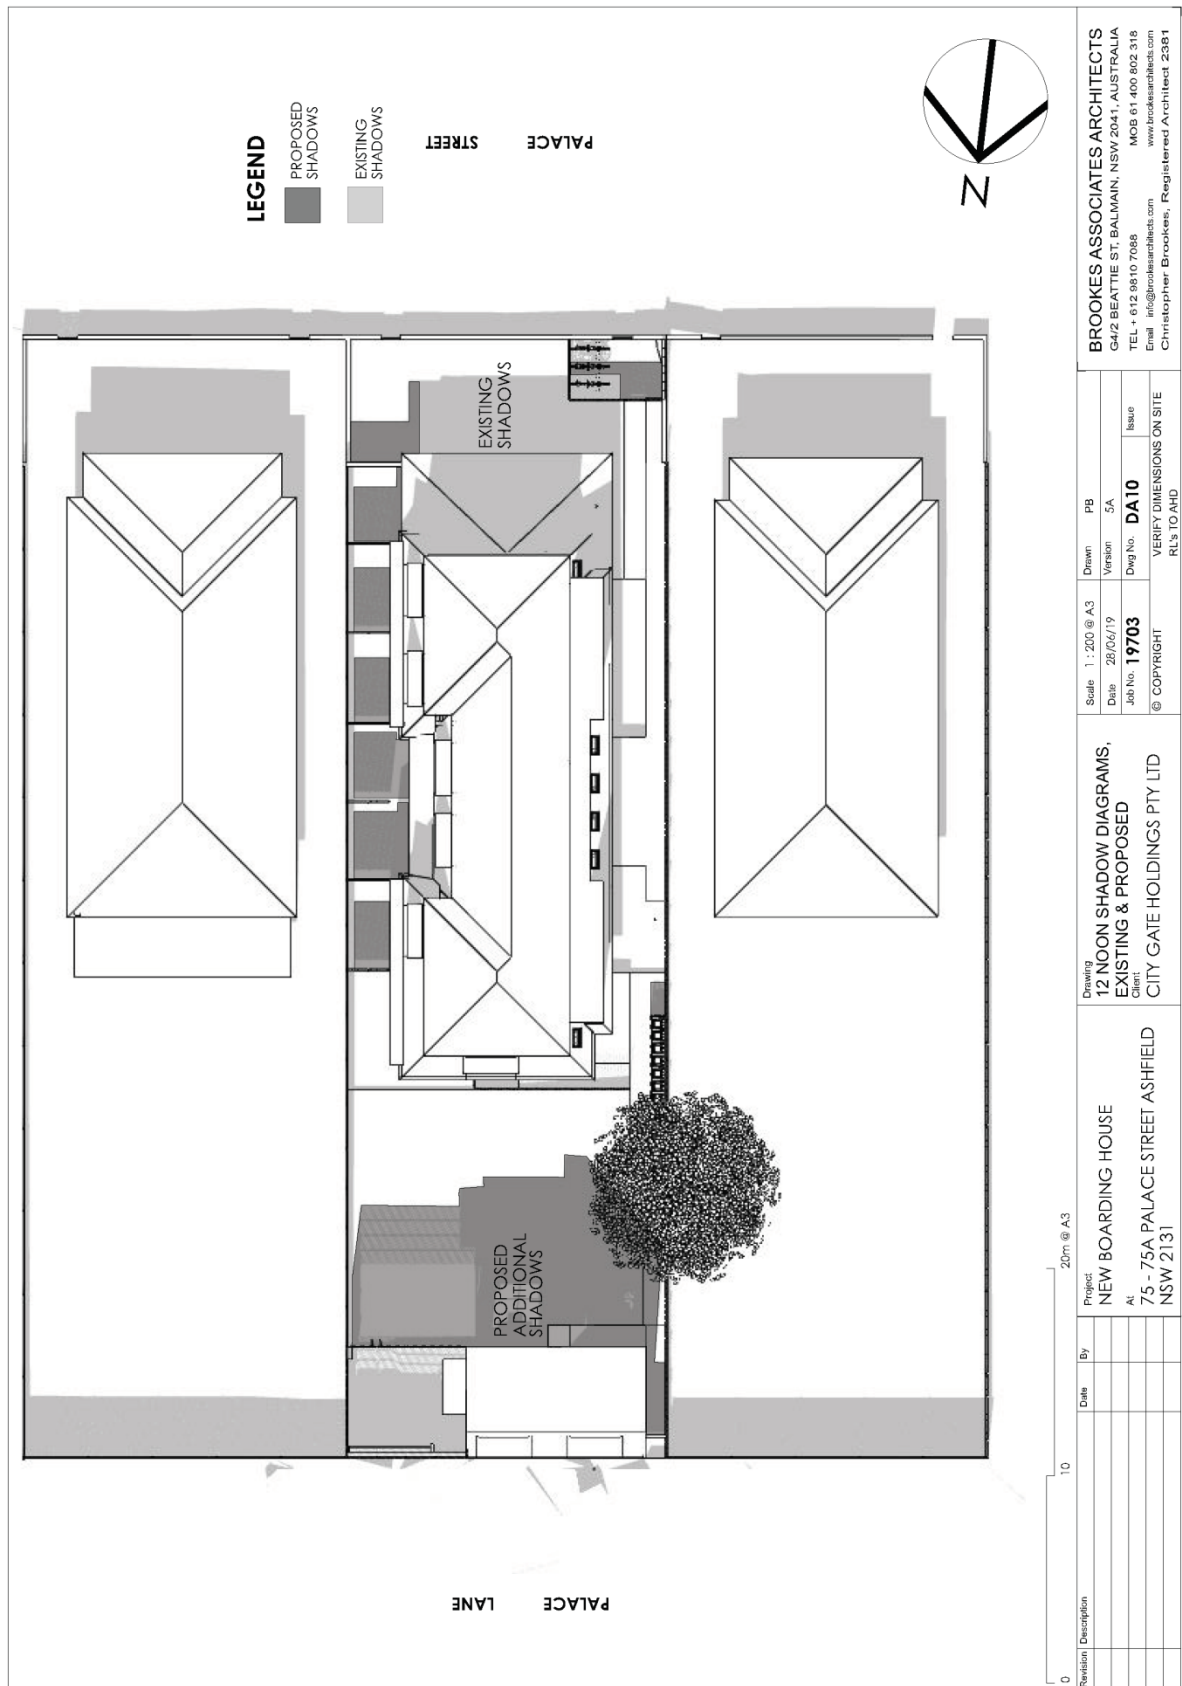 LEGEND
PROPOSED
SHADOWS
EXISTING
SHADOWS
PALACE STREET
EXISTING
SHADOWS
PROPOSED
ADDITIONAL
SHADOWS
PALACE LANE
Z
0 10 20m @ A3
Revision Description Date By
Project
NEW BOARDING HOUSE
At
75 - 75A PALACE STREET ASHFIELD
NSW 2131
Drawing
12 NOON SHADOW DIAGRAMS,
EXISTING & PROPOSED
Client
CITY GATE HOLDINGS PTY LTD
Scale 1 : 200 @ A3 Drawn PB
Date 28/06/19 Version 5A
Job No. 19703 Dwg No. DA10 Issue
© COPYRIGHT VERIFY DIMENSIONS ON SITE
RL's TO AHD
BROOKES ASSOCIATES ARCHITECTS
G4/2 BEATTIE ST, BALMAIN, NSW 2041, AUSTRALIA
TEL + 612 9810 7088 MOB 61 400 802 318
Email info@brookesarchitects.com www.brookesarchitects.com
Christopher Brookes, Registered Architect 2381